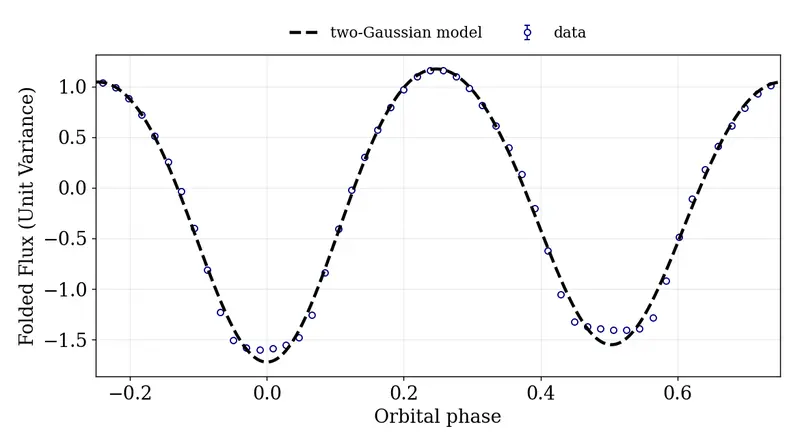 two-Gaussian model
data
Folded Flux (Unit Variance)
1.0
0.5
0.0
−0.5
−1.0
−1.5
−0.2
0.0
0.2
0.4
0.6
Orbital phase